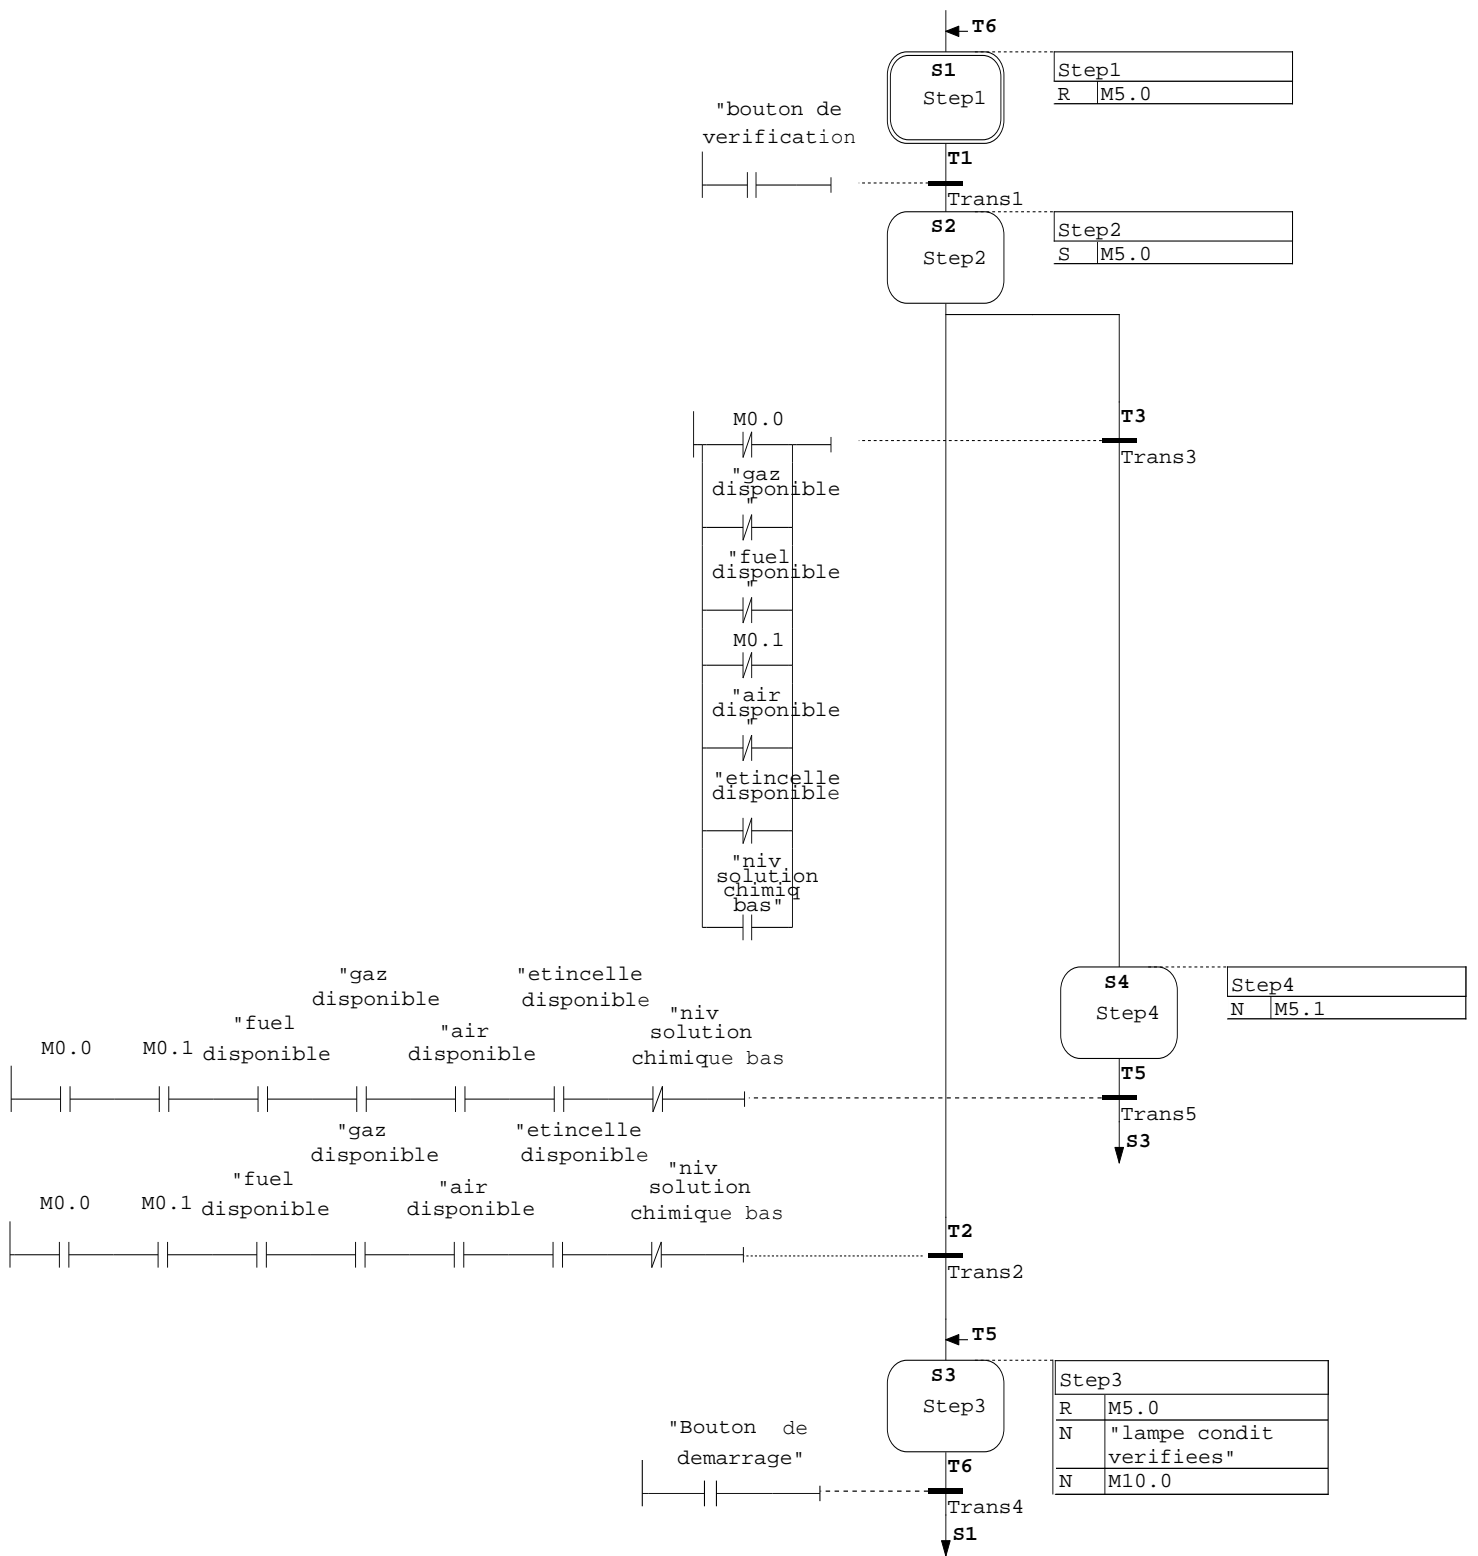 T6
S1
Step1
Step1
R M5.0
"bouton de
verification
T1
Trans1
S2
Step2
Step2
S M5.0
M0.0
T3
Trans3
"gaz
disponible
"
"fuel
disponible
"
M0.1
"air
disponible
"
"etincelle
disponible
"niv
solution
chimiq
bas"
S4
Step4
Step4
N M5.1
M0.0
M0.1
"fuel
disponible
"gaz
disponible
"air
disponible
"etincelle
disponible
"niv
solution
chimique bas
T5
Trans5
S3
M0.0
M0.1
"fuel
disponible
"gaz
disponible
"air
disponible
"etincelle
disponible
"niv
solution
chimique bas
T2
Trans2
T5
S3
Step3
Step3
R M5.0
N "lampe condit
verifiees"
N M10.0
"Bouton de
demarrage"
T6
Trans4
S1